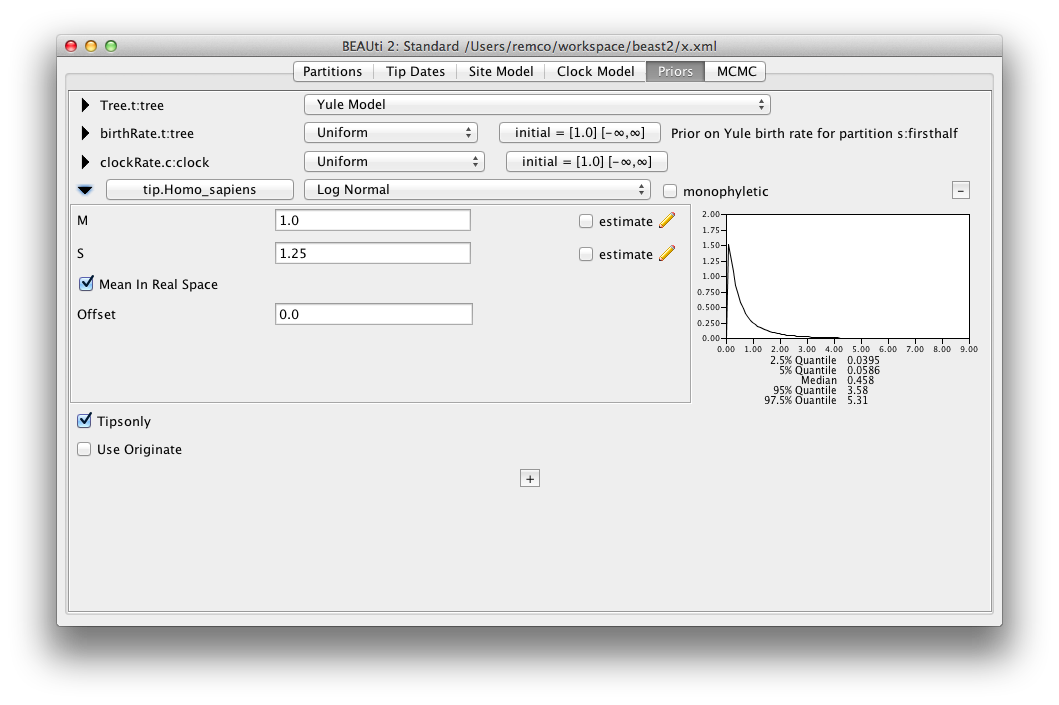 BEAUti 2: Standard /Users/remco/workspace/beast2/x.xml
Partitions Tip Dates Site Model Clock Model Priors MCMC
Tree.t:tree Yule Model
birthRate.t:tree Uniform initial = [1.0] [-∞,∞] Prior on Yule birth rate for partition s:firsthalf
clockRate.c:clock Uniform initial = [1.0] [-∞,∞]
tip.Homo_sapiens Log Normal monophyletic -
M 1.0 estimate
S 1.25 estimate
Mean In Real Space
Offset 0.0
2.00
1.75
1.50
1.25
1.00
0.750
0.500
0.250
0.00
0.00 1.00 2.00 3.00 4.00 5.00 6.00 7.00 8.00 9.00
2.5% Quantile 0.0395
5% Quantile 0.0586
Median 0.458
95% Quantile 3.58
97.5% Quantile 5.31
Tipsonly
Use Originate
+